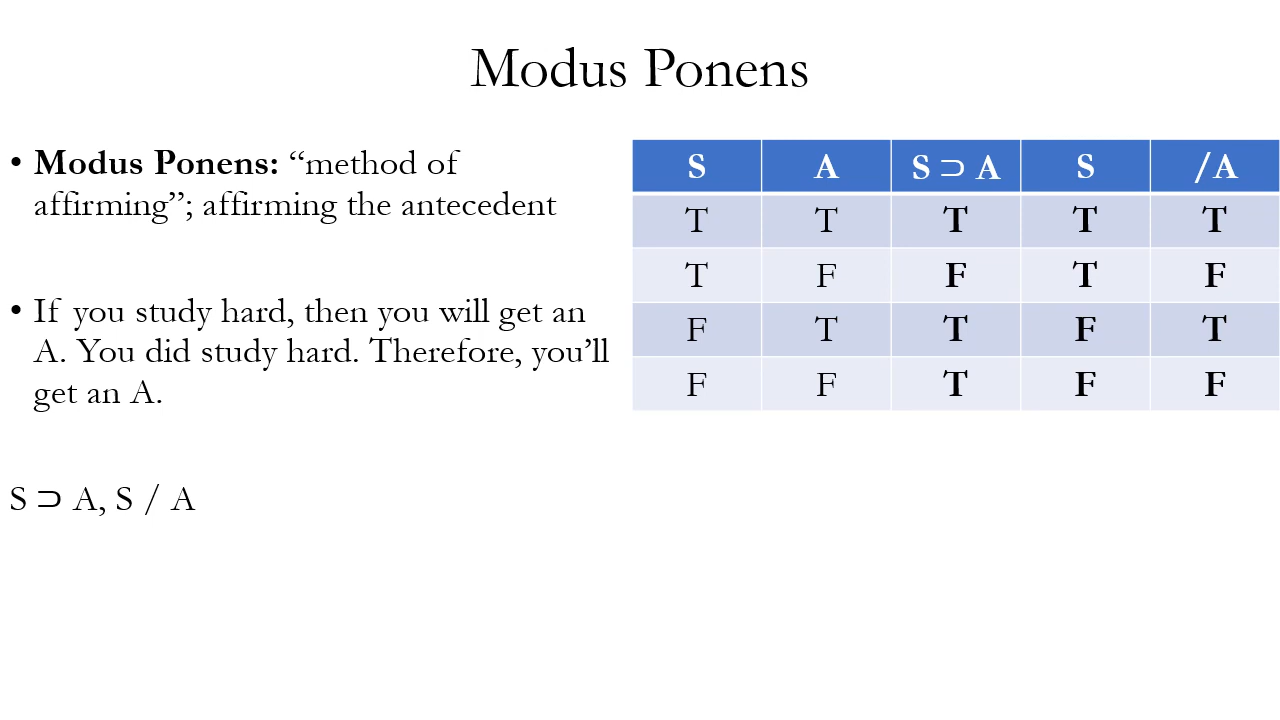 Modus Ponens
• Modus Ponens: “method of
affirming”; affirming the antecedent
• If you study hard, then you will get an
A. You did study hard. Therefore, you’ll
get an A.
S ⊃ A, S / A
S A S ⊃ A S /A
T T T T T
T F F T F
F T T F T
F F T F F